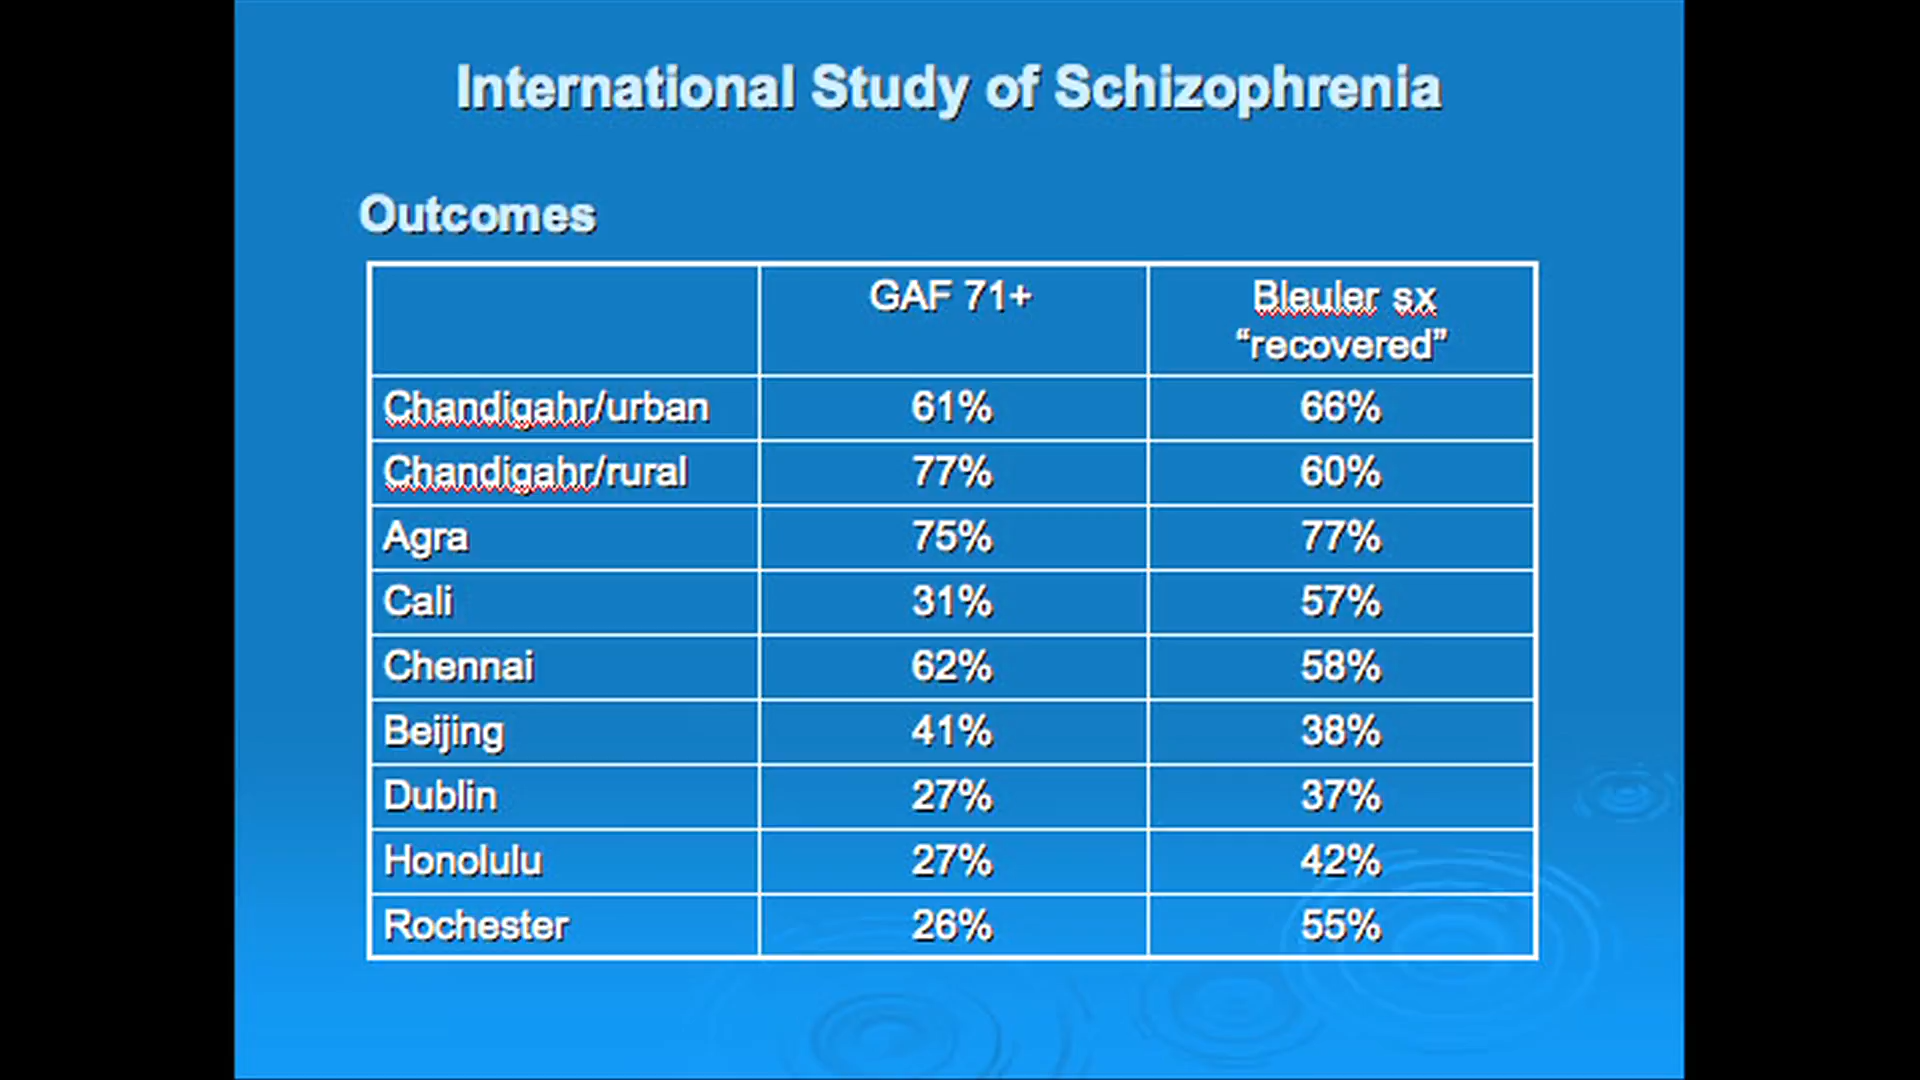 International Study of Schizophrenia
Outcomes
GAF 71+
Bleuler sx
“recovered”
Chandigahr/urban 61% 66%
Chandigahr/rural 77% 60%
Agra 75% 77%
Cali 31% 57%
Chennai 62% 58%
Beijing 41% 38%
Dublin 27% 37%
Honolulu 27% 42%
Rochester 26% 55%